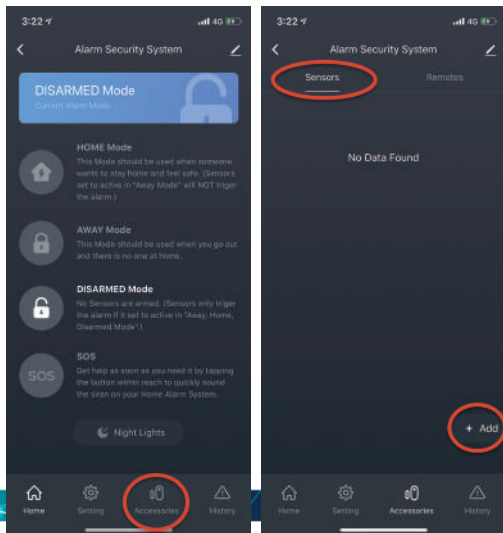 3:22
4G
Alarm Security System
DISARMED Mode
Current Alarm Mode
HOME Mode
This Mode should be used when someone
wants to stay home and feel safe. (Sensors
set to active in "Away Mode" will NOT triger
the alarm.)
AWAY Mode
This Mode should be used when you go out
and there is no one at home.
DISARMED Mode
No Sensors are armed. (Sensors only triger
the alarm if it set to active in "Away, Home,
Disarmed Mode".)
SOS
SOS
Get help as soon as you need it by tapping
the button within reach to quickly sound
the siren on your Home Alarm System.
Night Lights
Home Setting Accessories History
3:22
4G
Alarm Security System
Sensors Remotes
No Data Found
+ Add
Home Setting Accessories History